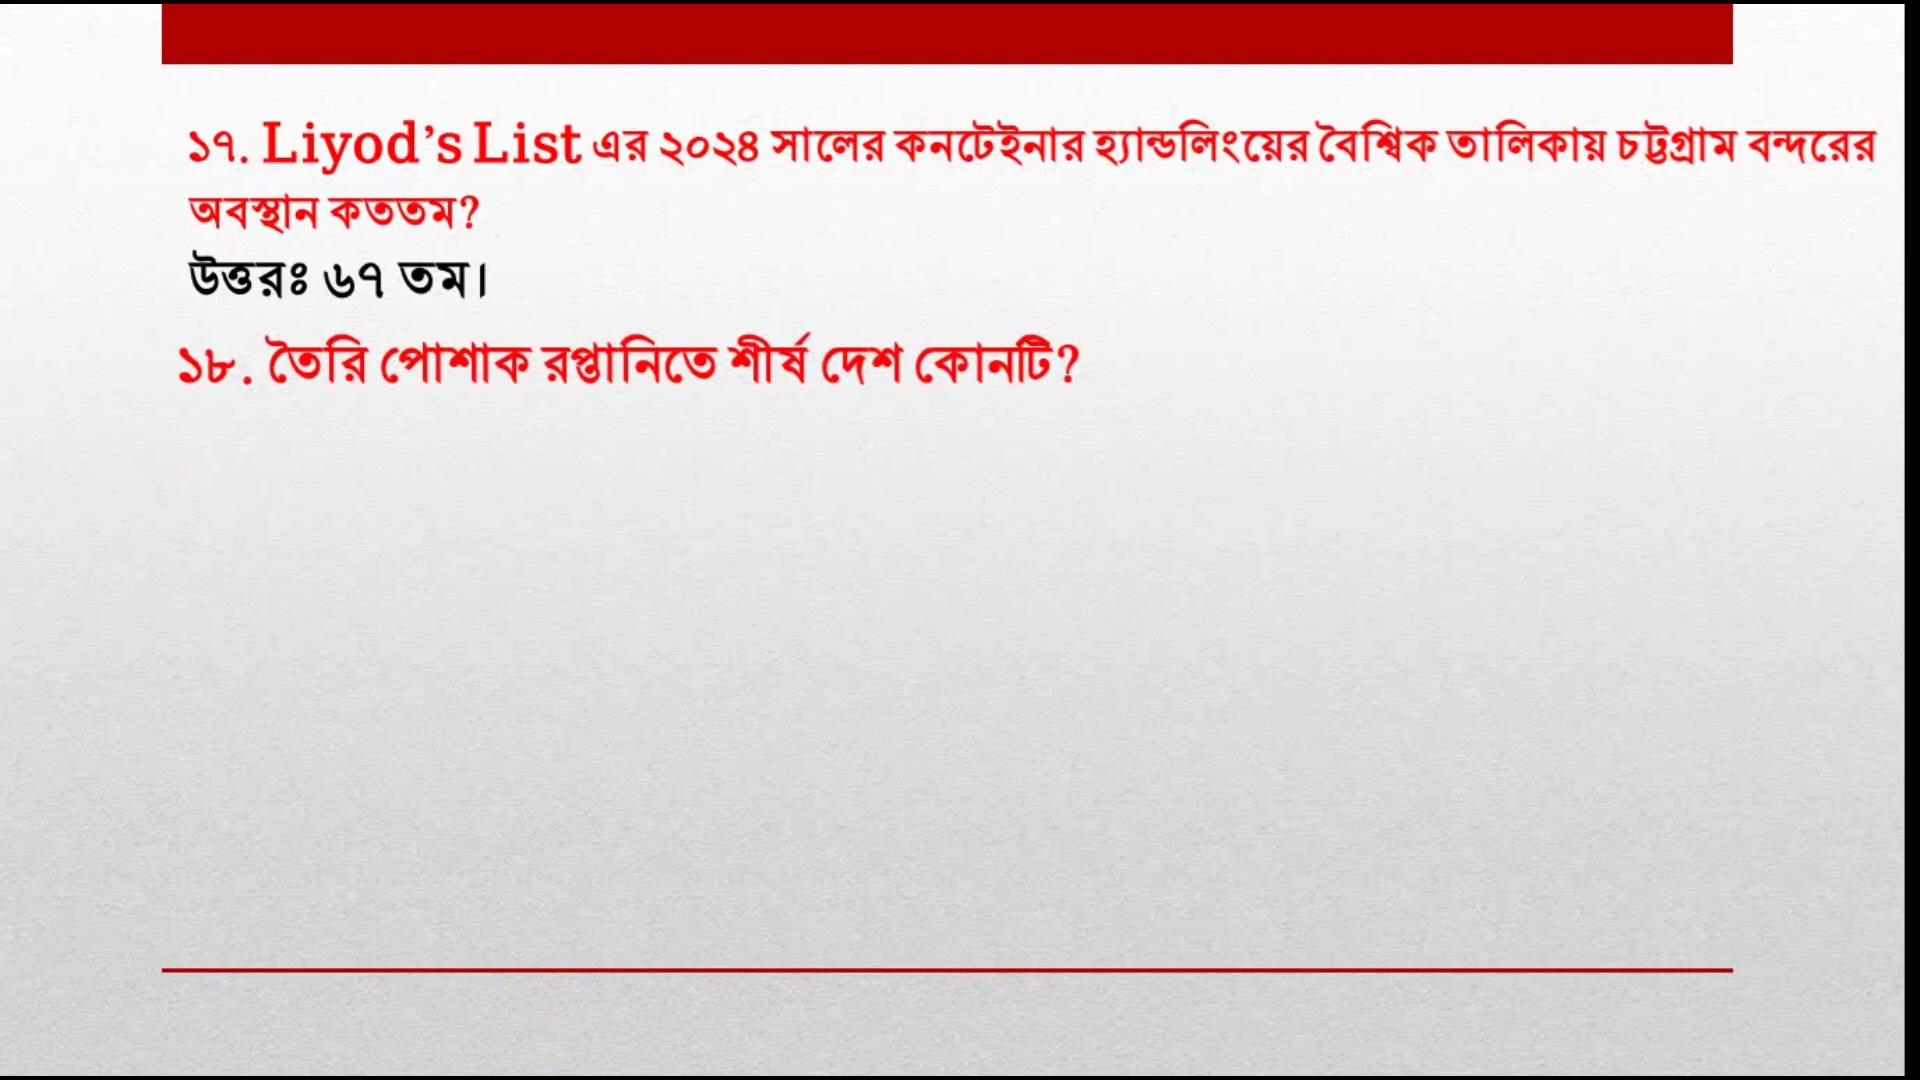 ১৭. Liyod’s List এর ২০২৪ সালের কনটেইনার হ্যান্ডলিংয়ের বৈশ্বিক তালিকায় চট্টগ্রাম বন্দরের
অবস্থান কততম?
উত্তরঃ ৬৭ তম।
১৮. তৈরি পোশাক রপ্তানিতে শীর্ষ দেশ কোনটি?